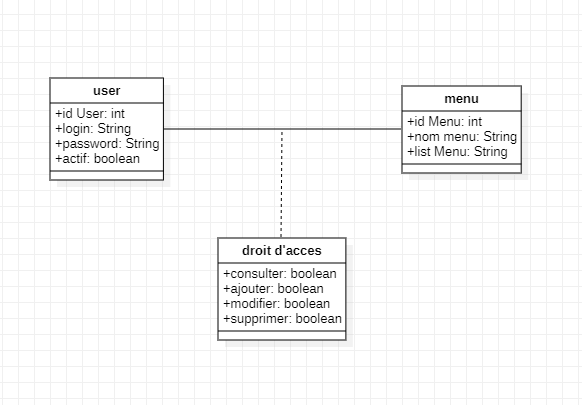 user
+id User: int
+login: String
+password: String
+actif: boolean
menu
+id Menu: int
+nom menu: String
+list Menu: String
droit d'acces
+consulter: boolean
+ajouter: boolean
+modifier: boolean
+supprimer: boolean